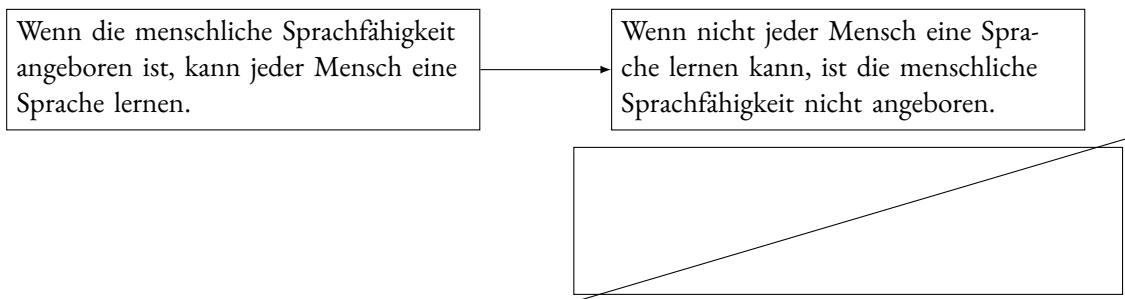 Wenn die menschliche Sprachfähigkeit
angeboren ist, kann jeder Mensch eine
Sprache lernen.
Wenn nicht jeder Mensch eine Spra-
che lernen kann, ist die menschliche
Sprachfähigkeit nicht angeboren.